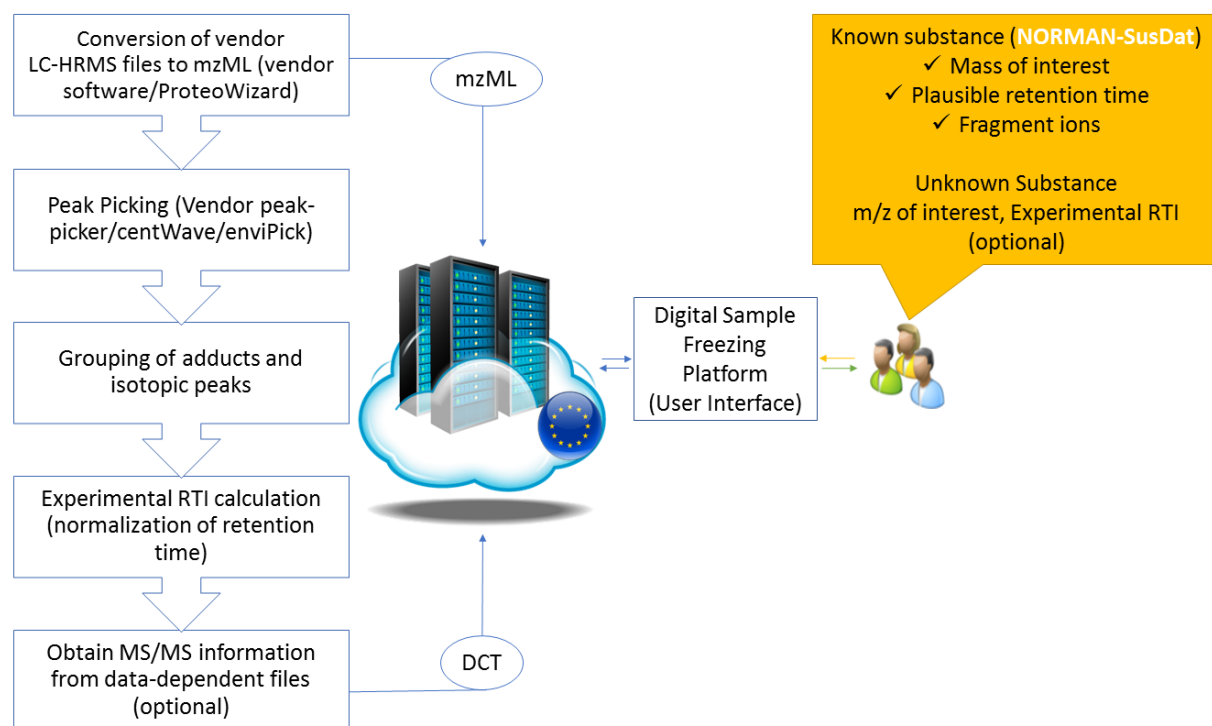 Conversion of vendor
LC-HRMS files to mzML (vendor
software/ProteoWizard)
mzML
Peak Picking (Vendor peak-
picker/centWave/enviPick)
Grouping of adducts and
isotopic peaks
Experimental RTI calculation
(normalization of retention
time)
Obtain MS/MS information
from data-dependent files
(optional)
DCT
Digital Sample
Freezing
Platform
(User Interface)
Known substance (NORMAN-SusDat)
✓ Mass of interest
✓ Plausible retention time
✓ Fragment ions
Unknown Substance
m/z of interest, Experimental RTI
(optional)